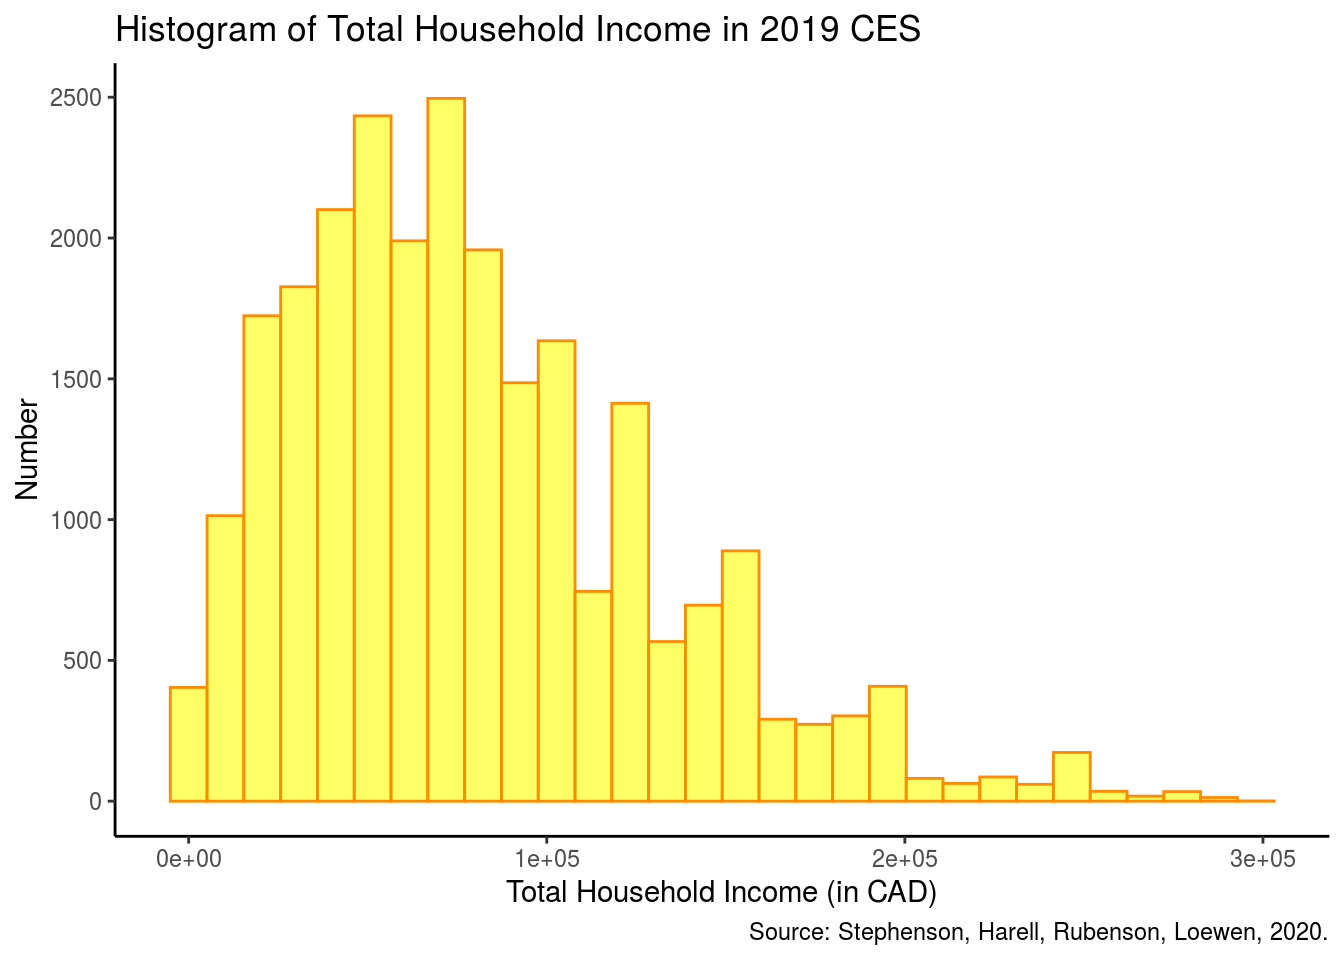 Histogram of Total Household Income in 2019 CES
2500
2000
1500
1000
500
0
Number
0e+00 1e+05 2e+05 3e+05
Total Household Income (in CAD)
Source: Stephenson, Harell, Rubenson, Loewen, 2020.